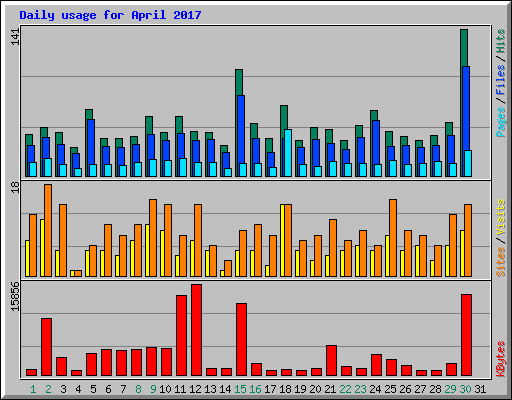 Daily usage for April 2017
141
Pages / Files / Hits
18
Sites / Visits
15856
KBytes
1 2 3 4 5 6 7 8 9 10 11 12 13 14 15 16 17 18 19 20 21 22 23 24 25 26 27 28 29 30 31